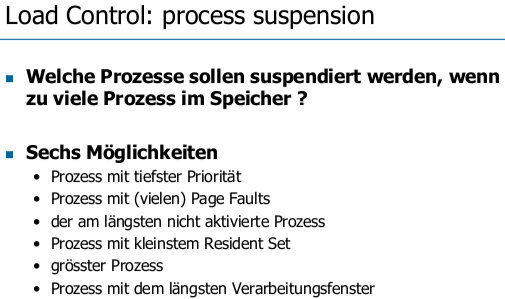 Load Control: process suspension
Welche Prozesse sollen suspendiert werden, wenn
zu viele Prozess im Speicher ?
Sechs Möglichkeiten
Prozess mit tiefster Priorität
Prozess mit (vielen) Page Faults
der am längsten nicht aktivierte Prozess
Prozess mit kleinstem Resident Set
grösster Prozess
Prozess mit dem längsten Verarbeitungsfenster